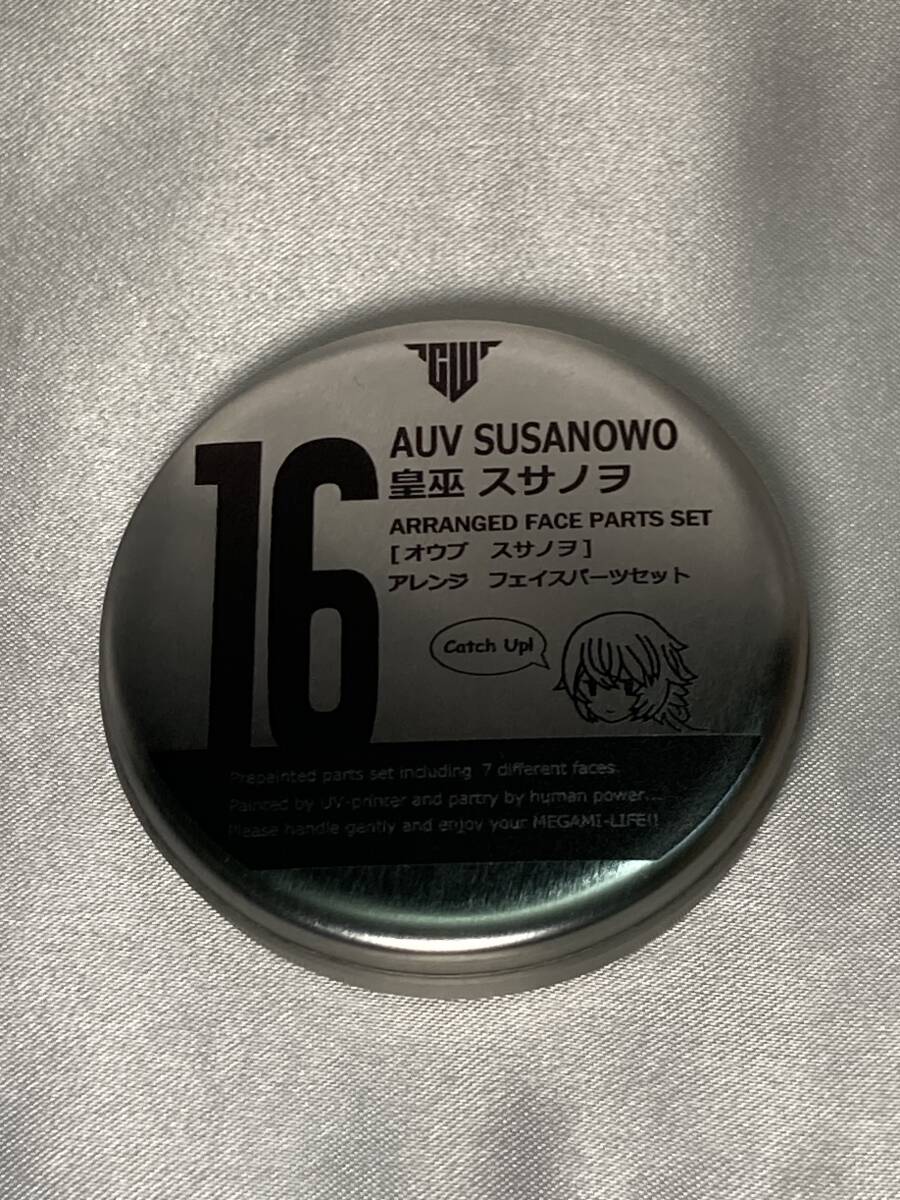 GW
16
AUV SUSANOWO
皇巫 スサノヲ
ARRANGED FACE PARTS SET
[オウブ スサノヲ]
アレンジ フェイスパーツセット
Catch Up!
Prepainted parts set including 7 different faces.
Painted by UV-printer and partry by human power...
Please handle gently and enjoy your MEGAMI-LIFE!!